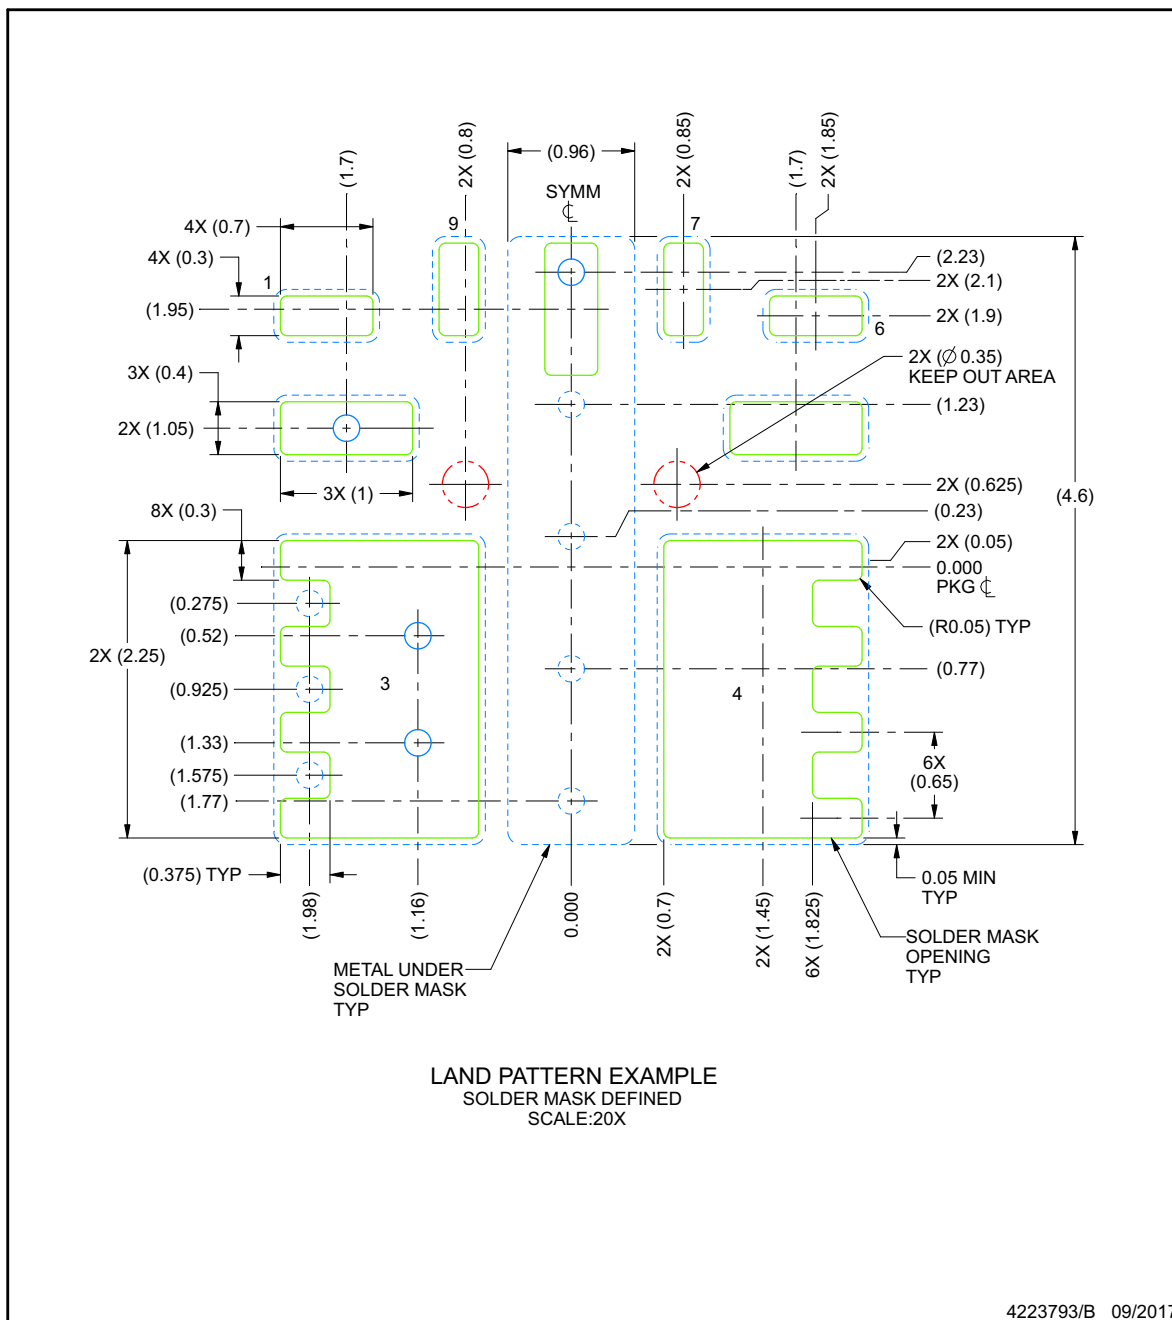 (1.7)
2X (0.8)
(0.96)
2X (0.85)
(1.7)
2X (1.85)
SYMM
℄
4X (0.7)
9
7
4X (0.3)
1
(2.23)
2X (2.1)
(1.95)
2X (1.9)
6
2X (∅ 0.35)
KEEP OUT AREA
3X (0.4)
(1.23)
2X (1.05)
3X (1)
2X (0.625)
(4.6)
8X (0.3)
(0.23)
2X (0.05)
0.000
PKG ℄
(0.275)
(R0.05) TYP
(0.52)
2X (2.25)
(0.77)
3
4
(0.925)
(1.33)
6X
(0.65)
(1.575)
(1.77)
(0.375) TYP
0.05 MIN
TYP
(1.98)
(1.16)
0.000
2X (0.7)
2X (1.45)
6X (1.825)
SOLDER MASK
OPENING
TYP
METAL UNDER
SOLDER MASK
TYP
LAND PATTERN EXAMPLE
SOLDER MASK DEFINED
SCALE:20X
4223793/B 09/2017